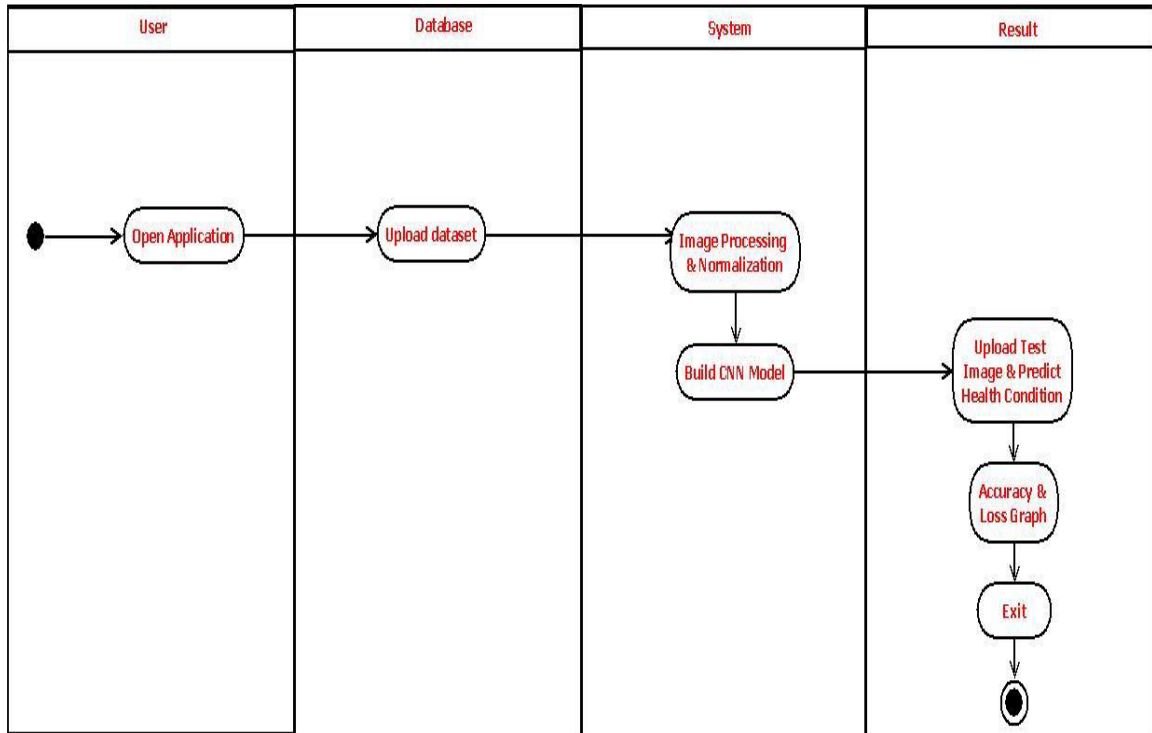 User
Database
System
Result
Open Application
Upload dataset
Image Processing
& Normalization
Build CNN Model
Upload Test
Image & Predict
Health Condition
Accuracy &
Loss Graph
Exit